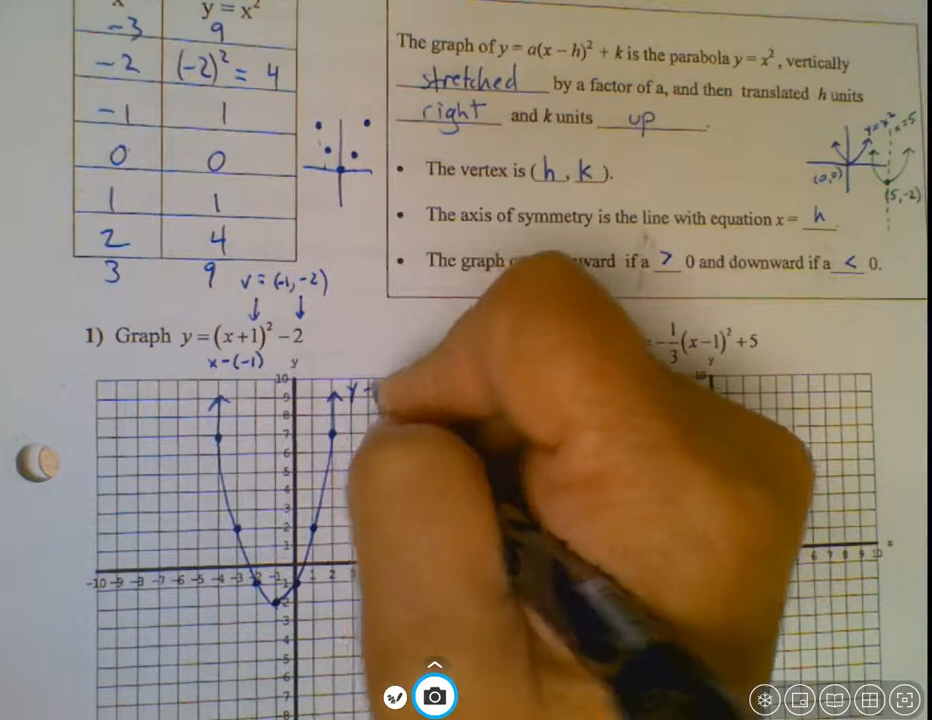 y = x²
-3 9
-2 (-2)² = 4
-1 1
0 0
1 1
2 4
3 9
The graph of y = a(x − h)² + k is the parabola y = x², vertically
stretched by a factor of a, and then translated h units
right and k units up.
• The vertex is (h, k).
• The axis of symmetry is the line with equation x = h.
• The graph ward if a > 0 and downward if a < 0.
y=x²
x=5
(0,0)
(5,-2)
v = (-1,-2)
1) Graph y = (x+1)² − 2
x-(-1)
-1/3(x−1)² + 5
y
y
10
10
9
8
7
y
6
5
4
2
1
x
6 7 8 9 10
-10 -9 -8 -7 -6 -5 -4 -3 -2 -1 1 2 3
-1
-2
-3
-4
-5
-6
-7